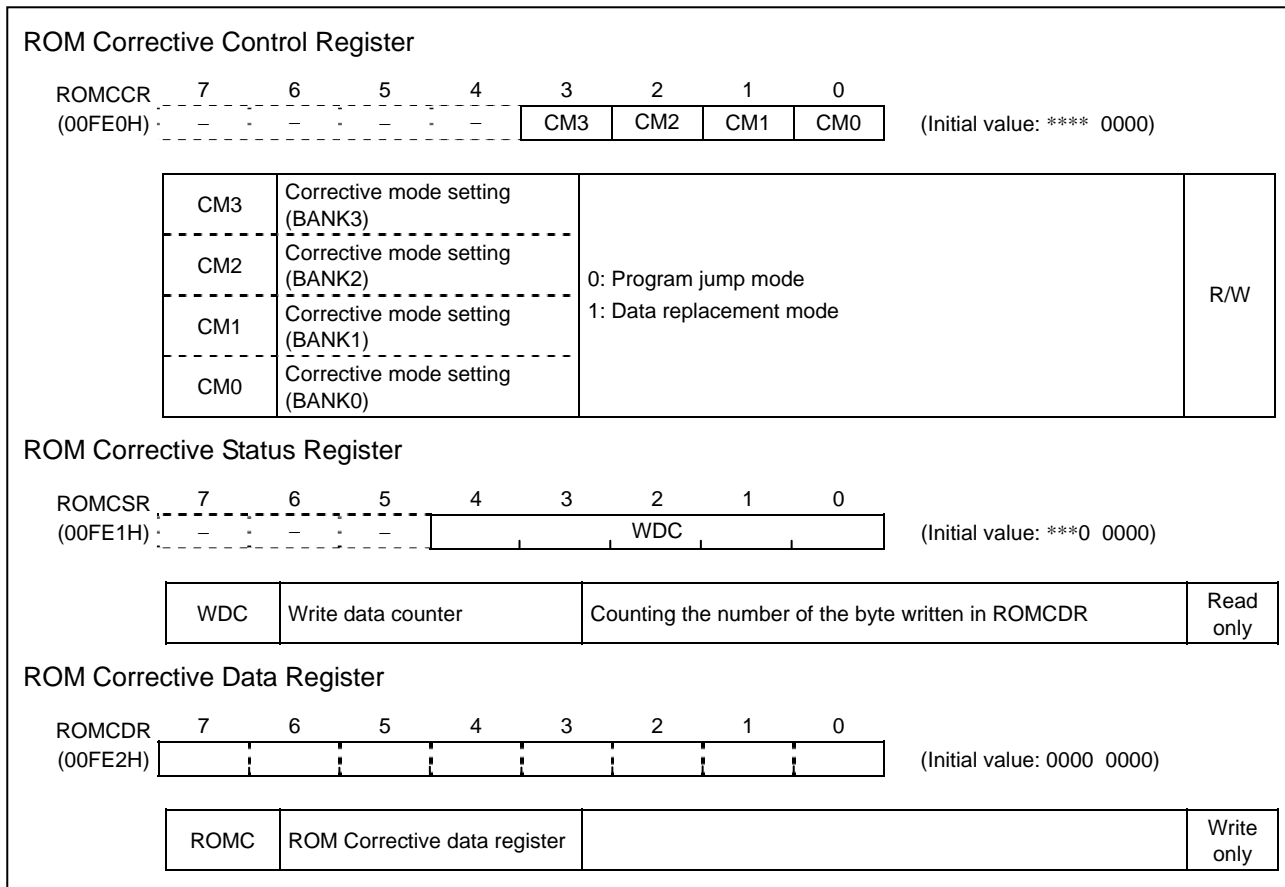 ROM Corrective Control Register
ROMCCR 7 6 5 4 3 2 1 0
(00FE0H) – – – – CM3 CM2 CM1 CM0 (Initial value: **** 0000)
CM3 Corrective mode setting
(BANK3)
CM2 Corrective mode setting
(BANK2)
0: Program jump mode
1: Data replacement mode
R/W
CM1 Corrective mode setting
(BANK1)
CM0 Corrective mode setting
(BANK0)
ROM Corrective Status Register
ROMCSR 7 6 5 4 3 2 1 0
(00FE1H) – – – WDC (Initial value: ***0 0000)
WDC Write data counter Counting the number of the byte written in ROMCDR Read
only
ROM Corrective Data Register
ROMCDR 7 6 5 4 3 2 1 0
(00FE2H) (Initial value: 0000 0000)
ROMC ROM Corrective data register Write
only